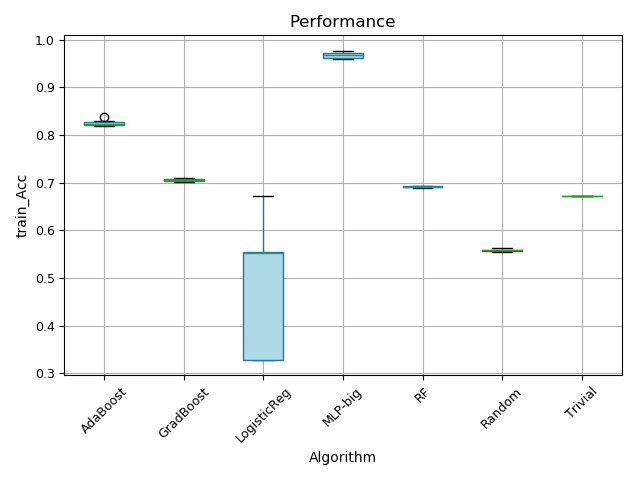 Performance
train_Acc
1.0
0.9
0.8
0.7
0.6
0.5
0.4
0.3
AdaBoost
GradBoost
LogisticReg
MLP-big
RF
Random
Trivial
Algorithm